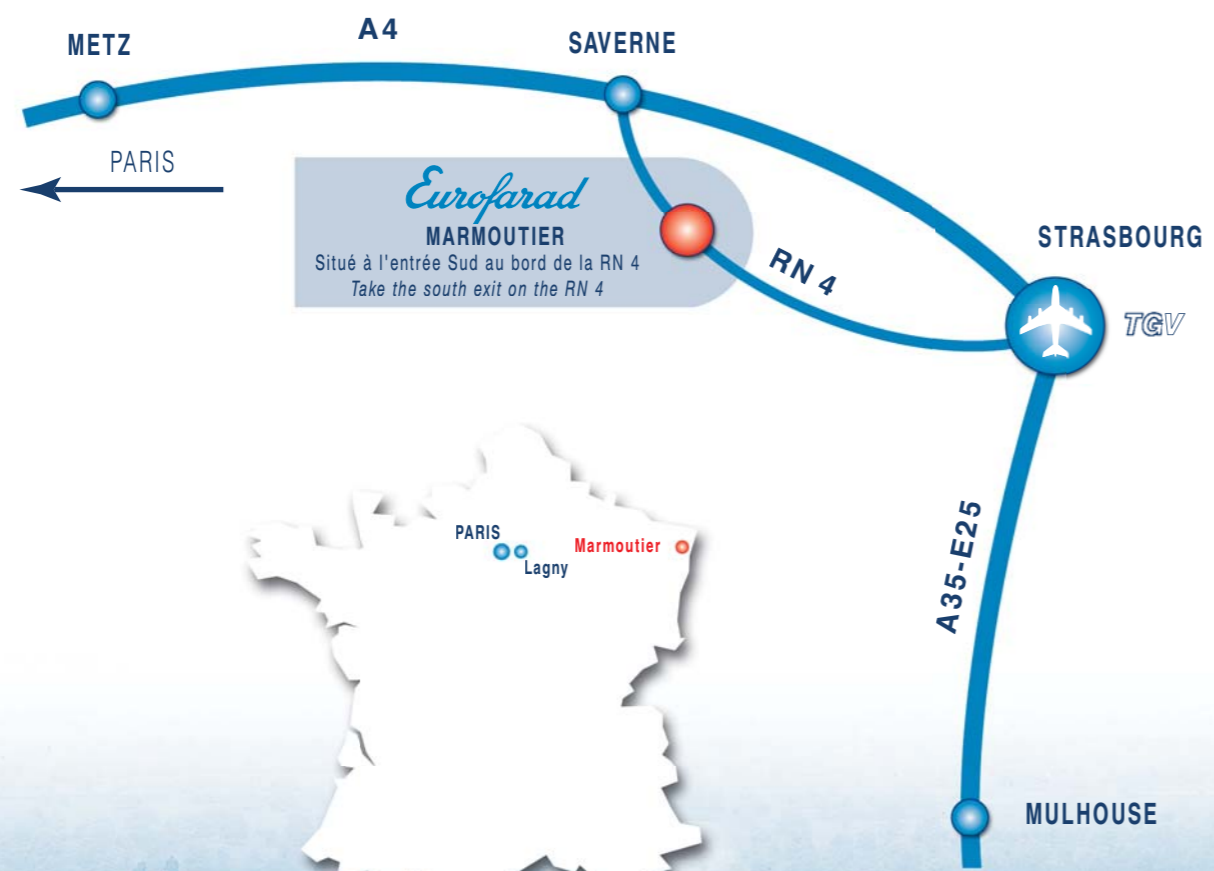 A4
METZ
SAVERNE
PARIS
Eurofarad
MARMOUTIER
Situé à l'entrée Sud au bord de la RN 4
Take the south exit on the RN 4
RN 4
STRASBOURG
TGV
A35-E25
PARIS
Lagny
Marmoutier
MULHOUSE